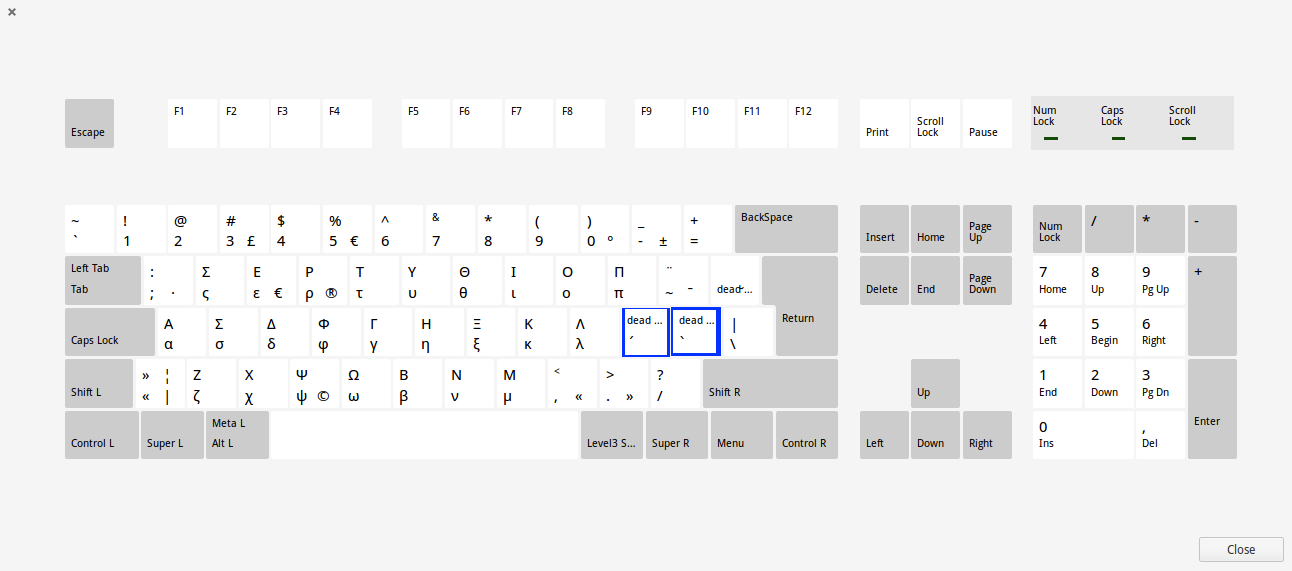 F1 F2 F3 F4 F5 F6 F7 F8 F9 F10 F11 F12
Escape Print Scroll Lock Pause Num Lock Caps Lock Scroll Lock
~ ! @ # $ % ^ & * ( ) _ + BackSpace
` 1 2 3 £ 4 5 € 6 7 8 9 0 ° - ± =
Insert Home Page Up Num Lock / * -
Left Tab : Σ Ε Ρ Τ Υ Θ Ι Ο Π ¨
Tab ; · ς ε € ρ ® τ υ θ ι ο π ~ - dead ...
Delete End Page Down 7 Home 8 Up 9 Pg Up +
Α Σ Δ Φ Γ Η Ξ Κ Λ dead ... dead ... |
Caps Lock α σ δ φ γ η ξ κ λ ´ ` \ Return
4 Left 5 Begin 6 Right
» ¦ Ζ Χ Ψ Ω Β Ν Μ < > ?
Shift L « | ζ χ ψ © ω β ν μ , « . » / Shift R
Up 1 End 2 Down 3 Pg Dn Enter
Control L Super L Meta L Alt L Level3 S... Super R Menu Control R
Left Down Right 0 Ins , Del
Close